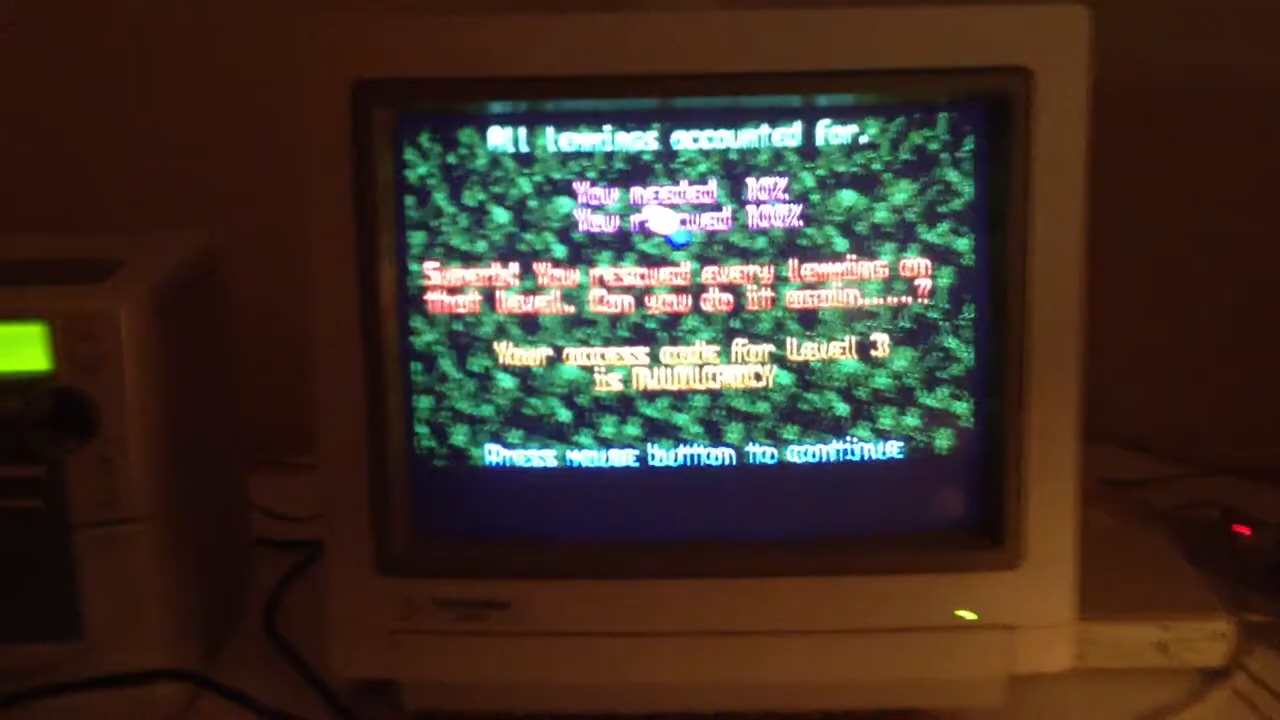 All lemmings accounted for.
You needed 10%
You rescued 100%
Superb! You rescued every lemming on
that level. Can you do it again......?
Your access code for Level 3
is
Press mouse button to continue